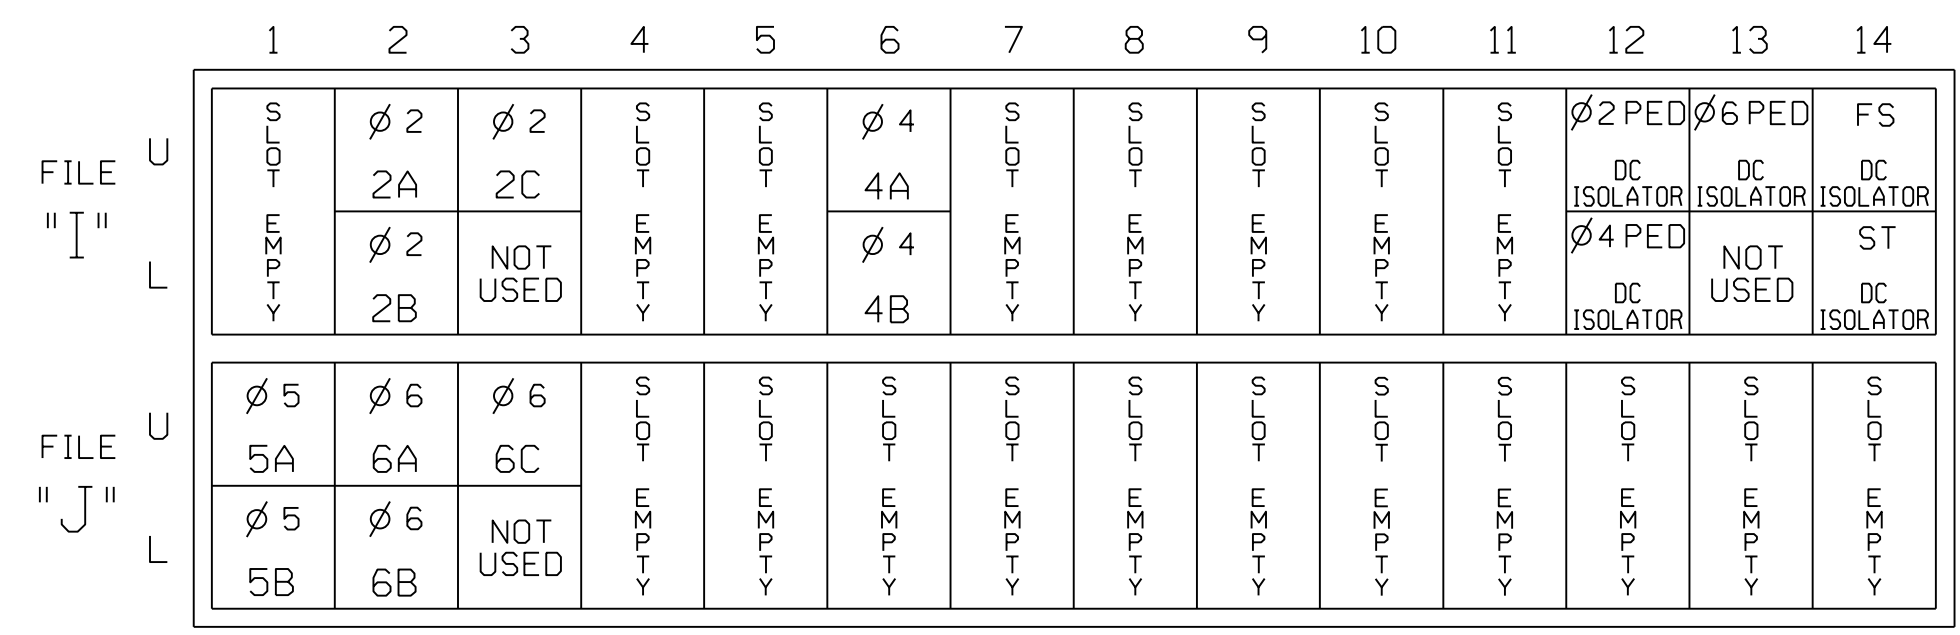 1 2 3 4 5 6 7 8 9 10 11 12 13 14
FILE "I"
U
L
SLOT EMPTY
Ø 2
2A
Ø 2
2B
Ø 2
2C
NOT
USED
SLOT EMPTY
SLOT EMPTY
Ø 4
4A
Ø 4
4B
SLOT EMPTY
SLOT EMPTY
SLOT EMPTY
SLOT EMPTY
SLOT EMPTY
Ø2 PED
DC
ISOLATOR
Ø4 PED
DC
ISOLATOR
Ø6 PED
DC
ISOLATOR
NOT
USED
FS
DC
ISOLATOR
ST
DC
ISOLATOR
FILE "J"
U
L
Ø 5
5A
Ø 5
5B
Ø 6
6A
Ø 6
6B
Ø 6
6C
NOT
USED
SLOT EMPTY
SLOT EMPTY
SLOT EMPTY
SLOT EMPTY
SLOT EMPTY
SLOT EMPTY
SLOT EMPTY
SLOT EMPTY
SLOT EMPTY
SLOT EMPTY
SLOT EMPTY